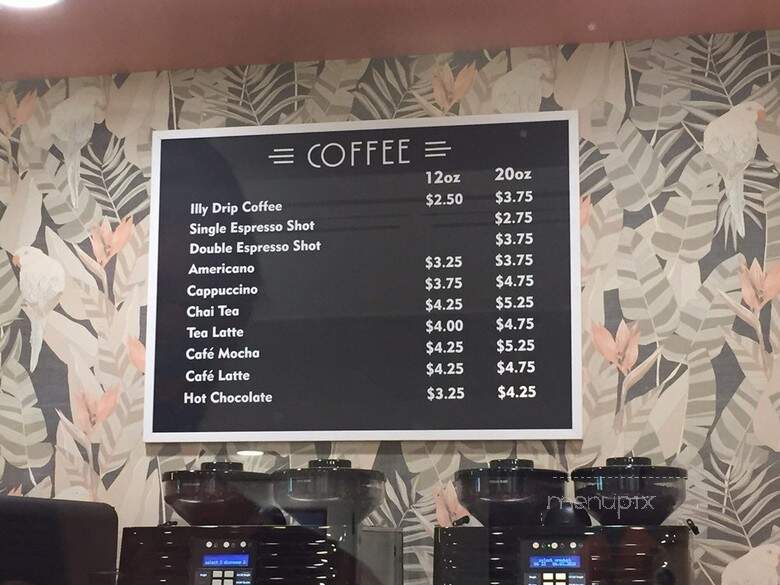 COFFEE
12oz 20oz
Illy Drip Coffee $2.50 $3.75
Single Espresso Shot $2.75
Double Espresso Shot $3.75
Americano $3.25 $3.75
Cappuccino $3.75 $4.75
Chai Tea $4.25 $5.25
Tea Latte $4.00 $4.75
Café Mocha $4.25 $5.25
Café Latte $4.25 $4.75
Hot Chocolate $3.25 $4.25
menupix